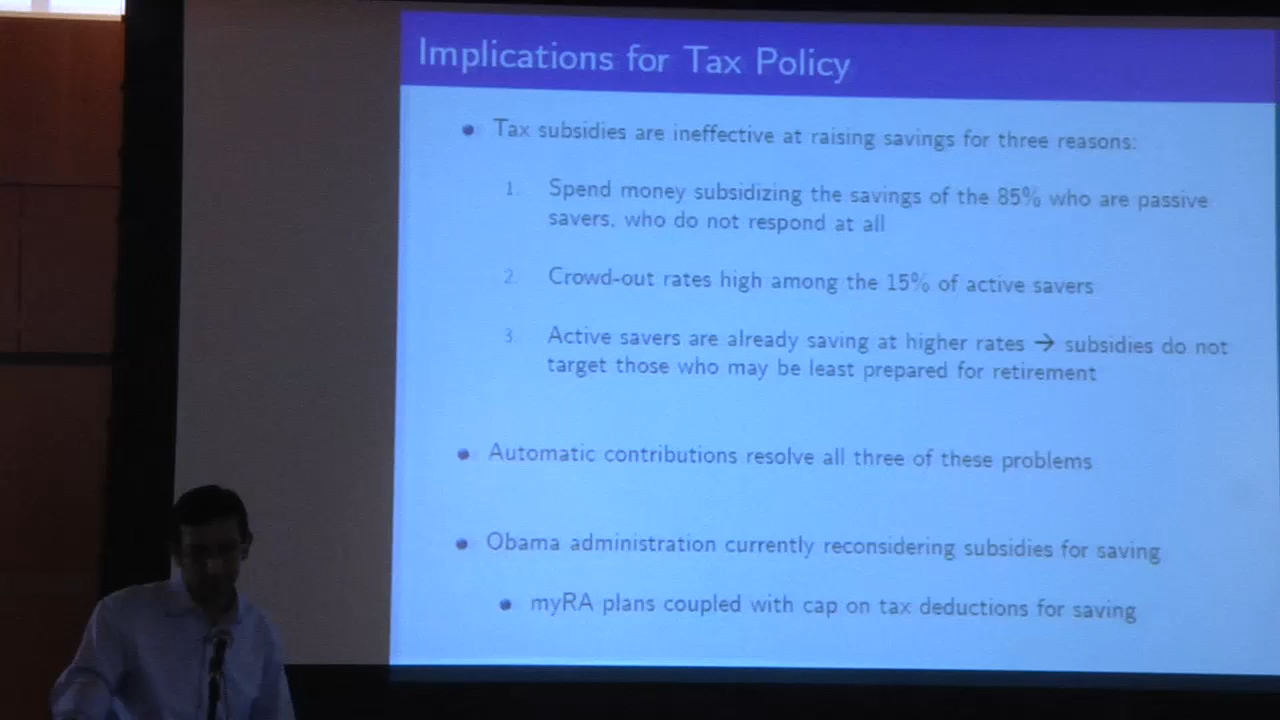 Implications for Tax Policy
Tax subsidies are ineffective at raising savings for three reasons:
1. Spend money subsidizing the savings of the 85% who are passive
savers, who do not respond at all
2. Crowd-out rates high among the 15% of active savers
3. Active savers are already saving at higher rates → subsidies do not
target those who may be least prepared for retirement
Automatic contributions resolve all three of these problems
Obama administration currently reconsidering subsidies for saving
myRA plans coupled with cap on tax deductions for saving